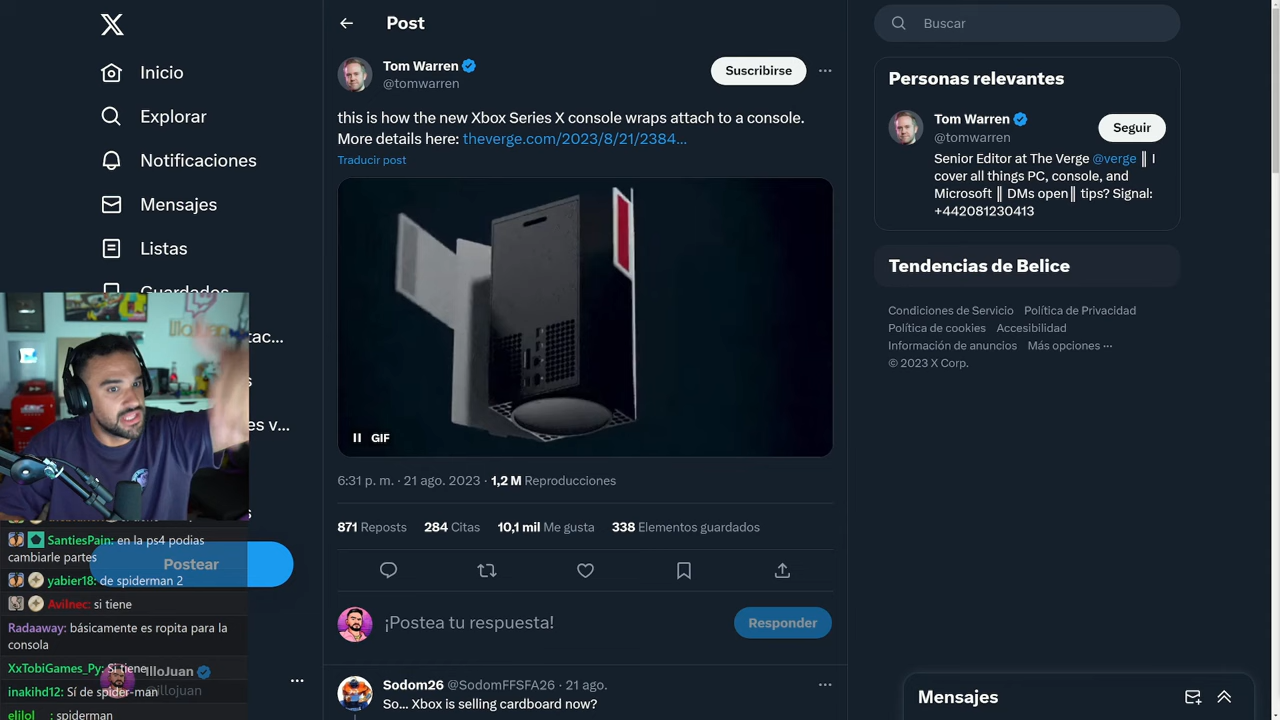 Inicio
Explorar
Notificaciones
Mensajes
Listas
Guardados
tac...
s
es v...
s
Postear
IlloJuan
illojuan
SantiesPain: en la ps4 podias
cambiarle partes
yabier18: de spiderman 2
Avilnec: si tiene
Radaaway: básicamente es ropita para la
consola
XxTobiGames_Py: Si tiene
inakihd12: Sí de spider-man
elilol__: spiderman
Post
Tom Warren
@tomwarren
Suscribirse
this is how the new Xbox Series X console wraps attach to a console.
More details here: theverge.com/2023/8/21/2384...
Traducir post
GIF
6:31 p. m. · 21 ago. 2023 · 1,2 M Reproducciones
871 Reposts 284 Citas 10,1 mil Me gusta 338 Elementos guardados
¡Postea tu respuesta!
Responder
Sodom26 @SodomFFSFA26 · 21 ago.
So... Xbox is selling cardboard now?
Buscar
Personas relevantes
Tom Warren
@tomwarren
Seguir
Senior Editor at The Verge @verge ║ I
cover all things PC, console, and
Microsoft ║ DMs open║ tips? Signal:
+442081230413
Tendencias de Belice
Condiciones de Servicio Política de Privacidad
Política de cookies Accesibilidad
Información de anuncios Más opciones ···
© 2023 X Corp.
Mensajes